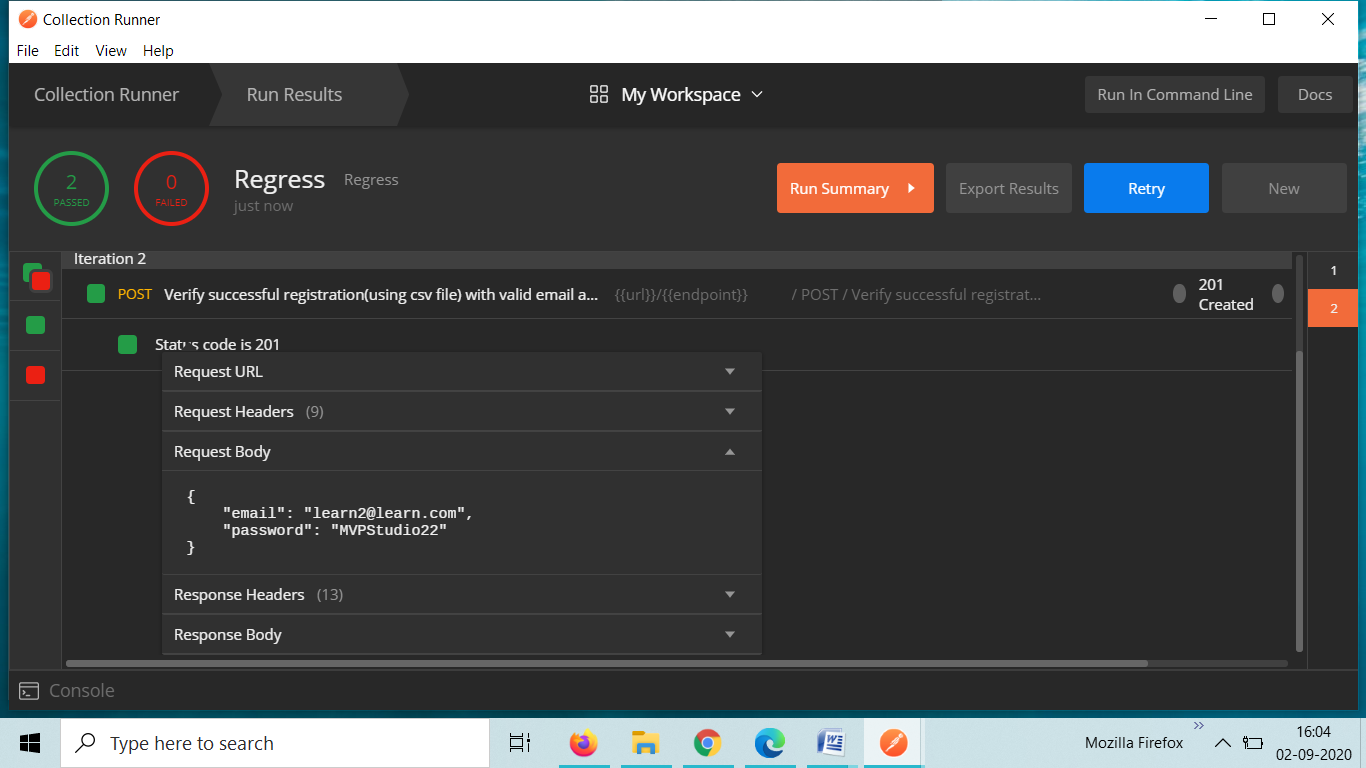 Collection Runner
File Edit View Help
Collection Runner Run Results My Workspace Run In Command Line Docs
2 PASSED
0 FAILED
Regress Regress
just now
Run Summary Export Results Retry New
Iteration 2
1
POST Verify successful registration(using csv file) with valid email a... {{url}}/{{endpoint}} / POST / Verify successful registrat... 201 Created
2
Status code is 201
Request URL
Request Headers (9)
Request Body
{
"email": "learn2@learn.com",
"password": "MVPStudio22"
}
Response Headers (13)
Response Body
Console
Type here to search
Mozilla Firefox
16:04
02-09-2020